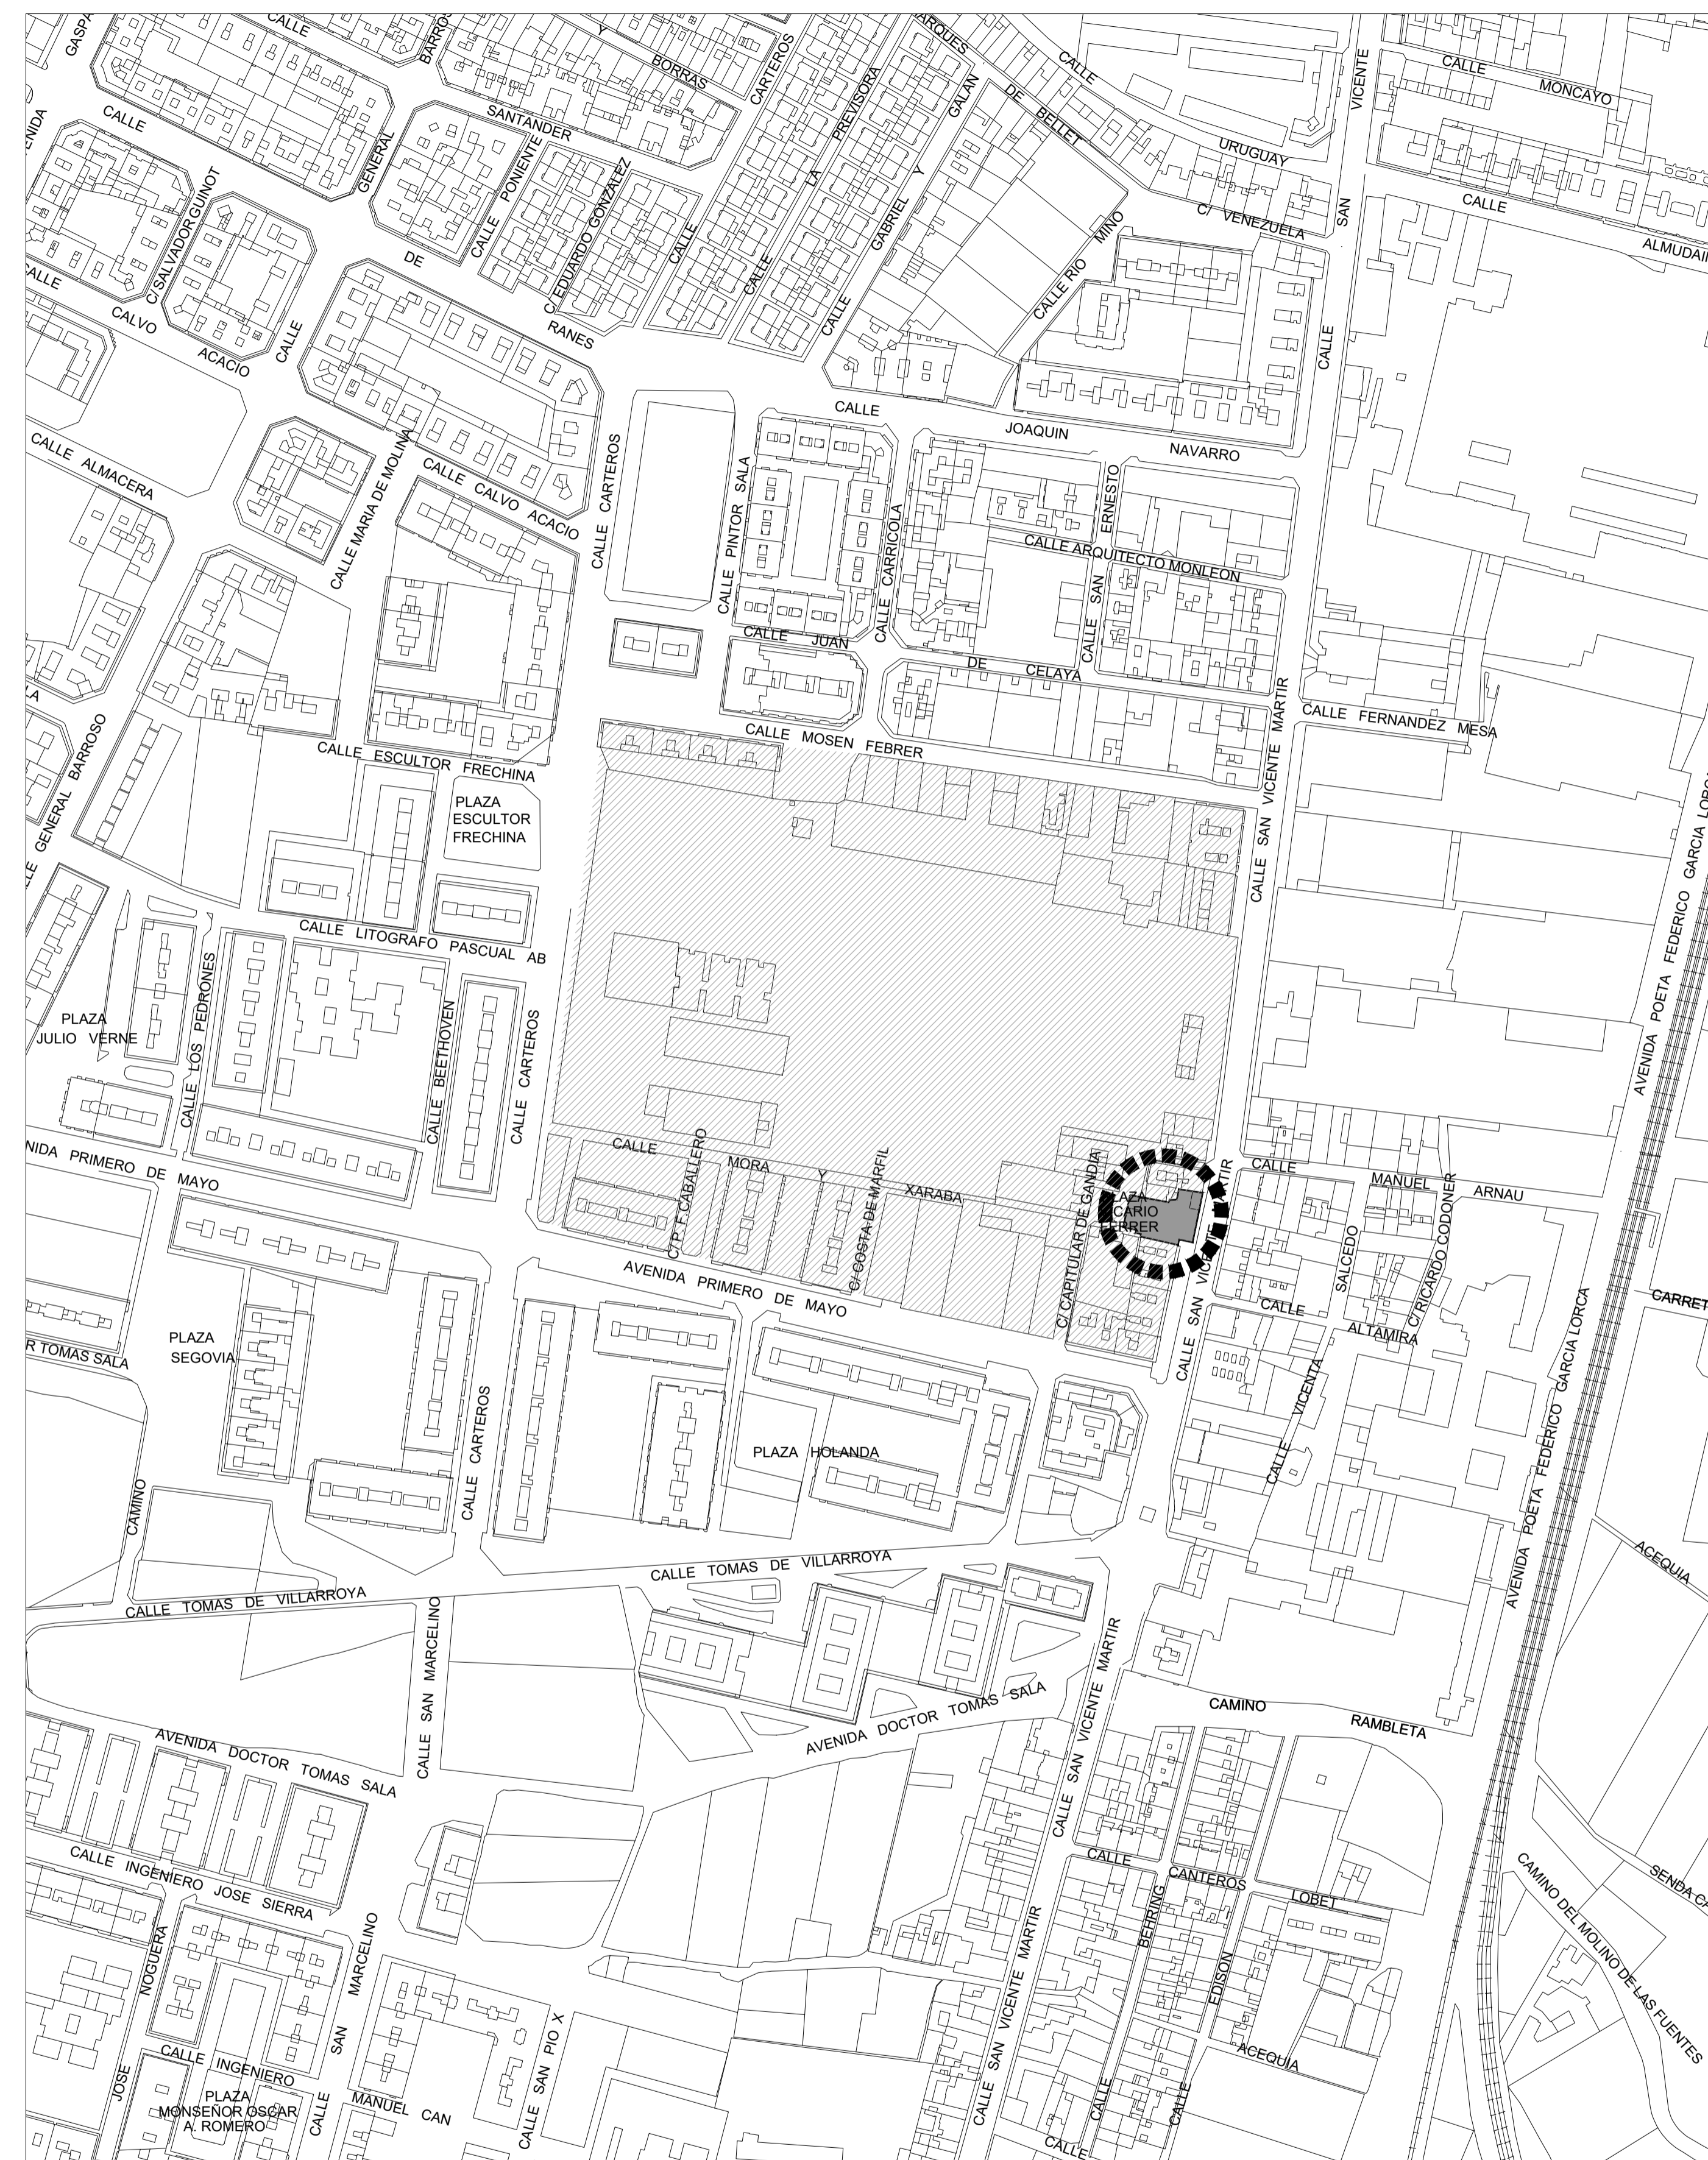 CALLE
BARROS
Y
BORRAS
CARTEROS
ARQUES
DE BELLET
CALLE
URUGUAY
VICENTE
SAN
CALLE
CALLE
MONCAYO
CALLE
ALMUDAI
CALLE
GENERAL
SANTANDER
CALLE PONIENTE
C/ EDUARDO GONZALEZ
CALLE
CALLE
LA
PREVISORA
CALLE
GABRIEL
Y
GALAN
C/ VENEZUELA
CALLE RIO
MINO
C/SALVADOR GUINOT
DE
RANES
CALVO
ACACIO
CALLE
CALLE ALMACERA
CALLE MARIA DE MOLINA
CALLE CALVO ACACIO
CALLE CARTEROS
CALLE PINTOR SALA
CALLE
JOAQUIN
NAVARRO
CALLE CARRICOLA
CALLE SAN ERNESTO
CALLE ARQUITECTO MONLEON
CALLE JUAN
DE CELAYA
CALLE MOSEN FEBRER
CALLE SAN VICENTE MARTIR
CALLE FERNANDEZ MESA
GENERAL BARROSO
CALLE ESCULTOR FRECHINA
PLAZA
ESCULTOR
FRECHINA
CALLE LITOGRAFO PASCUAL AB
PLAZA
JULIO VERNE
CALLE LOS PEDRONES
CALLE BEETHOVEN
CALLE CARTEROS
AVENIDA POETA FEDERICO GARCIA LORCA
NIDA PRIMERO DE MAYO
CALLE
MORA
Y
XARABA
C/ P F CABALLERO
C/ COSTA DE MARFIL
C/ CAPITULAR DE GANDIA
CARIO
CALLE
MANUEL
ARNAU
SALCEDO
C/ RICARDO CODOÑER
CALLE
ALTAMIRA
CALLE SAN VICENTE MARTIR
AVENIDA PRIMERO DE MAYO
PLAZA
SEGOVIA
R TOMAS SALA
CALLE CARTEROS
PLAZA HOLANDA
CALLE
VICENTA
AVENIDA POETA FEDERICO GARCIA LORCA
CARRET
CAMINO
CALLE TOMAS DE VILLARROYA
CALLE TOMAS DE VILLARROYA
ACEQUIA
CALLE SAN MARCELINO
CALLE SAN VICENTE MARTIR
AVENIDA DOCTOR TOMAS SALA
CAMINO
RAMBLETA
AVENIDA DOCTOR TOMAS SALA
CALLE INGENIERO JOSE SIERRA
CALLE
CANTEROS
LOBET
CAMINO DEL MOLINO DE LAS FUENTES
SENDA CA
JOSE
NOGUERA
CALLE
SAN
MARCELINO
CALLE SAN VICENTE MARTIR
CALLE
BEHRING
CALLE
EDISON
ACEQUIA
CALLE INGENIERO
MANUEL CAN
CALLE SAN PIO X
PLAZA
MONSEÑOR OSCAR
A. ROMERO
CALLE